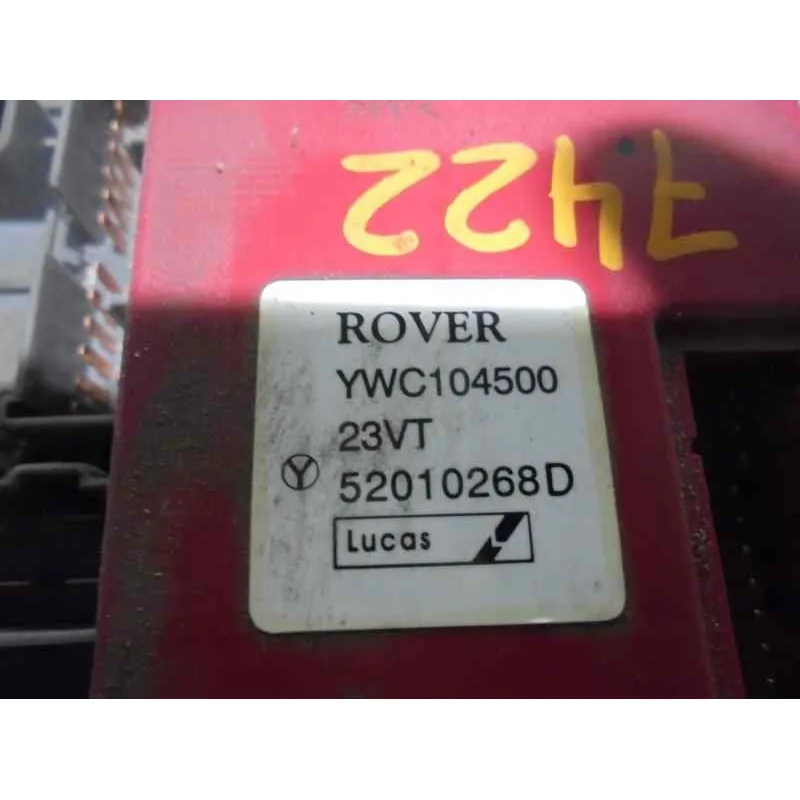 7422
ROVER
YWC104500
23VT
Y 52010268D
Lucas